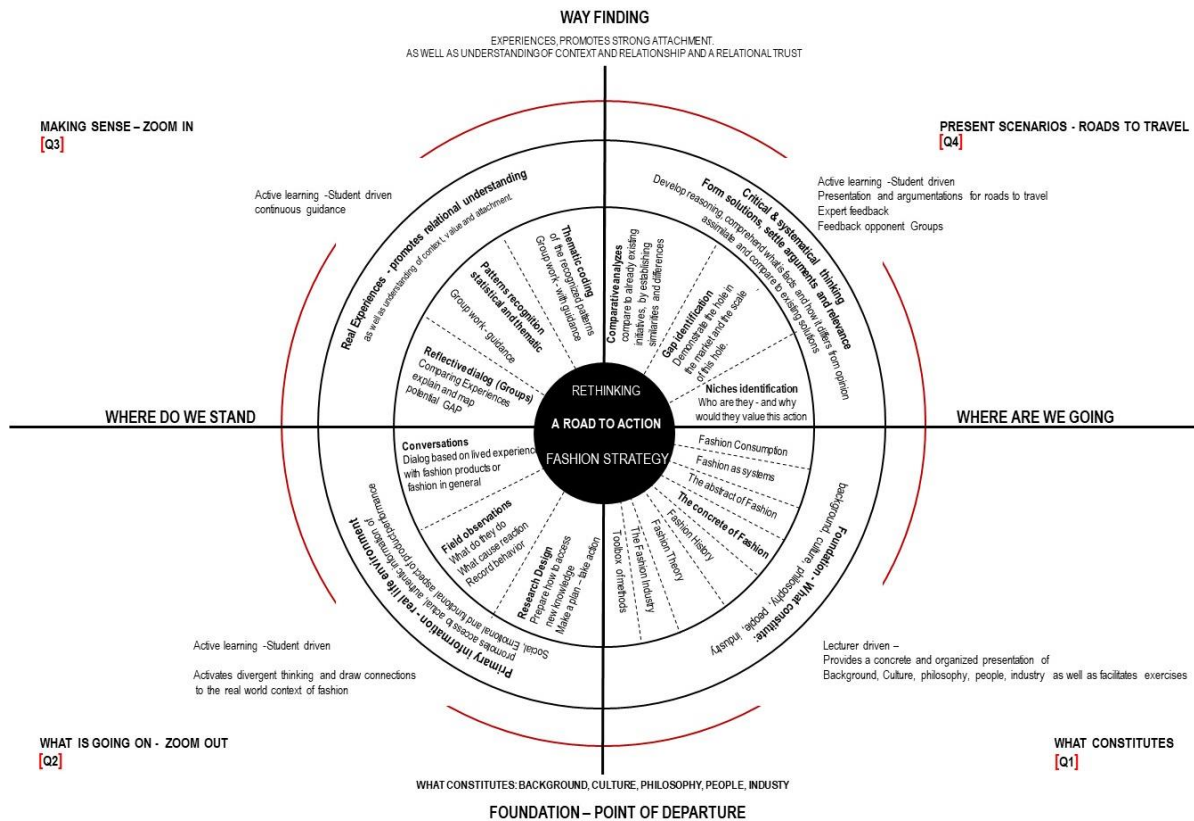 WAY FINDING
EXPERIENCES, PROMOTES STRONG ATTACHMENT.
AS WELL AS UNDERSTANDING OF CONTEXT AND RELATIONSHIP AND A RELATIONAL TRUST
MAKING SENSE – ZOOM IN
[Q3]
PRESENT SCENARIOS - ROADS TO TRAVEL
[Q4]
Active learning -Student driven
continuous guidance
Active learning -Student driven
Presentation and argumentations for roads to travel
Expert feedback
Feedback opponent Groups
Real Experiences - promotes relational understanding
as well as understanding of context, value and attachment.
Critical & systematical thinking
Form solutions, settle arguments and relevance
Develop reasoning, comprehend what is facts and how it differs from opinion
assimilate and compare to existing solutions
Thematic coding
of the recognized patterns
Group work - with guidance
Patterns recognition
statistical and thematic
Group work - guidance
Reflective dialog (Groups)
Comparing Experiences
explain and map
potential GAP
Comparative analyzes
compare to already existing
initiatives, by establishing
similarities and differences
Gap identification
Demonstrate the hole in
the market and the scale
of this hole.
Niches identification
Who are they - and why
would they value this action
RETHINKING
A ROAD TO ACTION
FASHION STRATEGY
WHERE DO WE STAND
WHERE ARE WE GOING
Conversations
Dialog based on lived experience
with fashion products or
fashion in general
Field observations
What do they do
What cause reaction
Record behavior
Research Design
Prepare how to access
new knowledge
Make a plan – take action
Fashion Consumption
Fashion as systems
The abstract of Fashion
The concrete of Fashion
Fashion History
Fashion Theory
The Fashion Industry
Toolbox of methods
Primary information - real life environment
promotes access to actual, authentic information of
Social, Emotional and functional aspect of product/performance
Foundation - What constitute:
background, culture, philosophy, people, industry
Active learning -Student driven
Activates divergent thinking and draw connections
to the real world context of fashion
Lecturer driven –
Provides a concrete and organized presentation of
Background, Culture, philosophy, people, industry as well as facilitates exercises
WHAT IS GOING ON - ZOOM OUT
[Q2]
WHAT CONSTITUTES
[Q1]
WHAT CONSTITUTES: BACKGROUND, CULTURE, PHILOSOPHY, PEOPLE, INDUSTY
FOUNDATION – POINT OF DEPARTURE